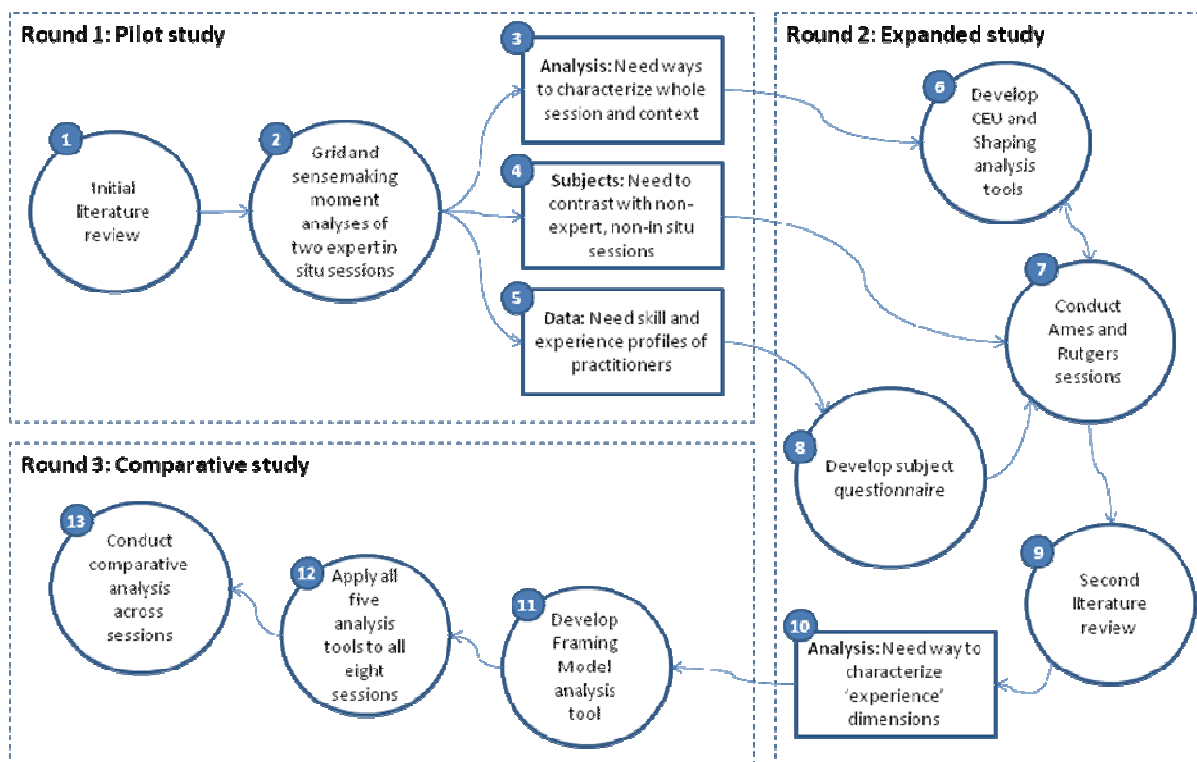 Round 1: Pilot study
1
Initial
literature
review
2
Grid and
sensemaking
moment
analyses of
two expert in
situ sessions
3
Analysis: Need ways
to characterize whole
session and context
4
Subjects: Need to
contrast with non-
expert, non-in situ
sessions
5
Data: Need skill and
experience profiles of
practitioners
Round 2: Expanded study
6
Develop
CEU and
Shaping
analysis
tools
7
Conduct
Ames and
Rutgers
sessions
8
Develop subject
questionnaire
9
Second
literature
review
10
Analysis: Need way to
characterize
‘experience’
dimensions
Round 3: Comparative study
11
Develop
Framing
Model
analysis
tool
12
Apply all
five
analysis
tools to all
eight
sessions
13
Conduct
comparative
analysis
across
sessions